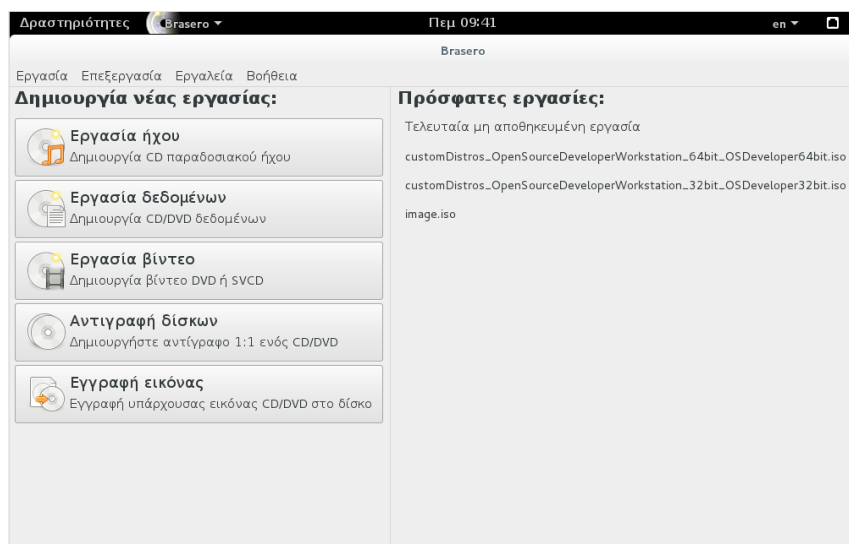 Δραστηριότητες Brasero Πεμ 09:41 en
Brasero
Εργασία Επεξεργασία Εργαλεία Βοήθεια
Δημιουργία νέας εργασίας:
Εργασία ήχου
Δημιουργία CD παραδοσιακού ήχου
Εργασία δεδομένων
Δημιουργία CD/DVD δεδομένων
Εργασία βίντεο
Δημιουργία βίντεο DVD ή SVCD
Αντιγραφή δίσκων
Δημιουργήστε αντίγραφο 1:1 ενός CD/DVD
Εγγραφή εικόνας
Εγγραφή υπάρχουσας εικόνας CD/DVD στο δίσκο
Πρόσφατες εργασίες:
Τελευταία μη αποθηκευμένη εργασία
customDistros_OpenSourceDeveloperWorkstation_64bit_OSDeveloper64bit.iso
customDistros_OpenSourceDeveloperWorkstation_32bit_OSDeveloper32bit.iso
image.iso